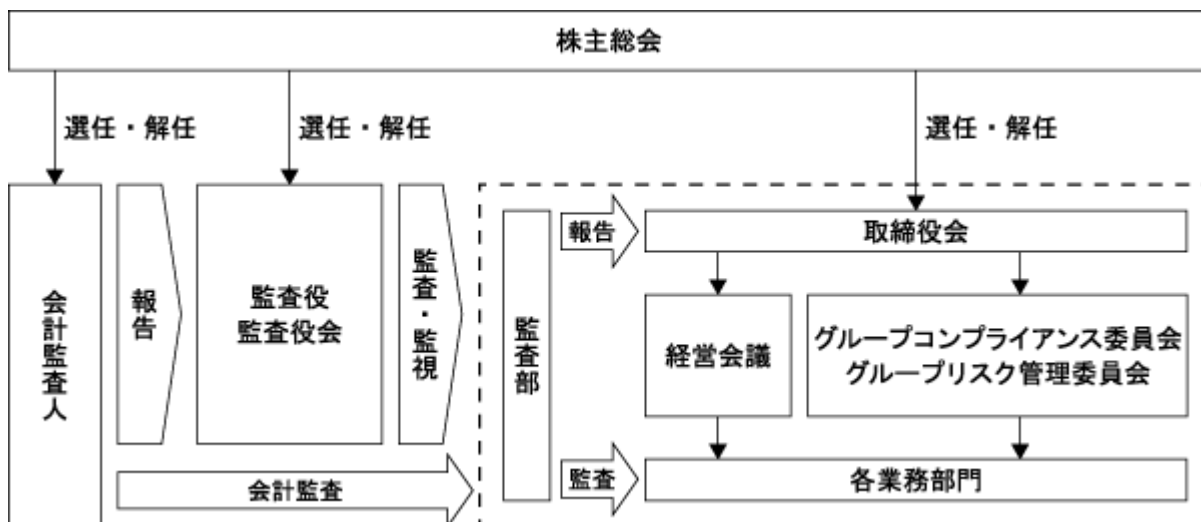 株主総会
選任・解任
選任・解任
選任・解任
会計監査人
報告
監査役
監査役会
監査・監視
監査部
報告
取締役会
経営会議
グループコンプライアンス委員会
グループリスク管理委員会
会計監査
監査
各業務部門